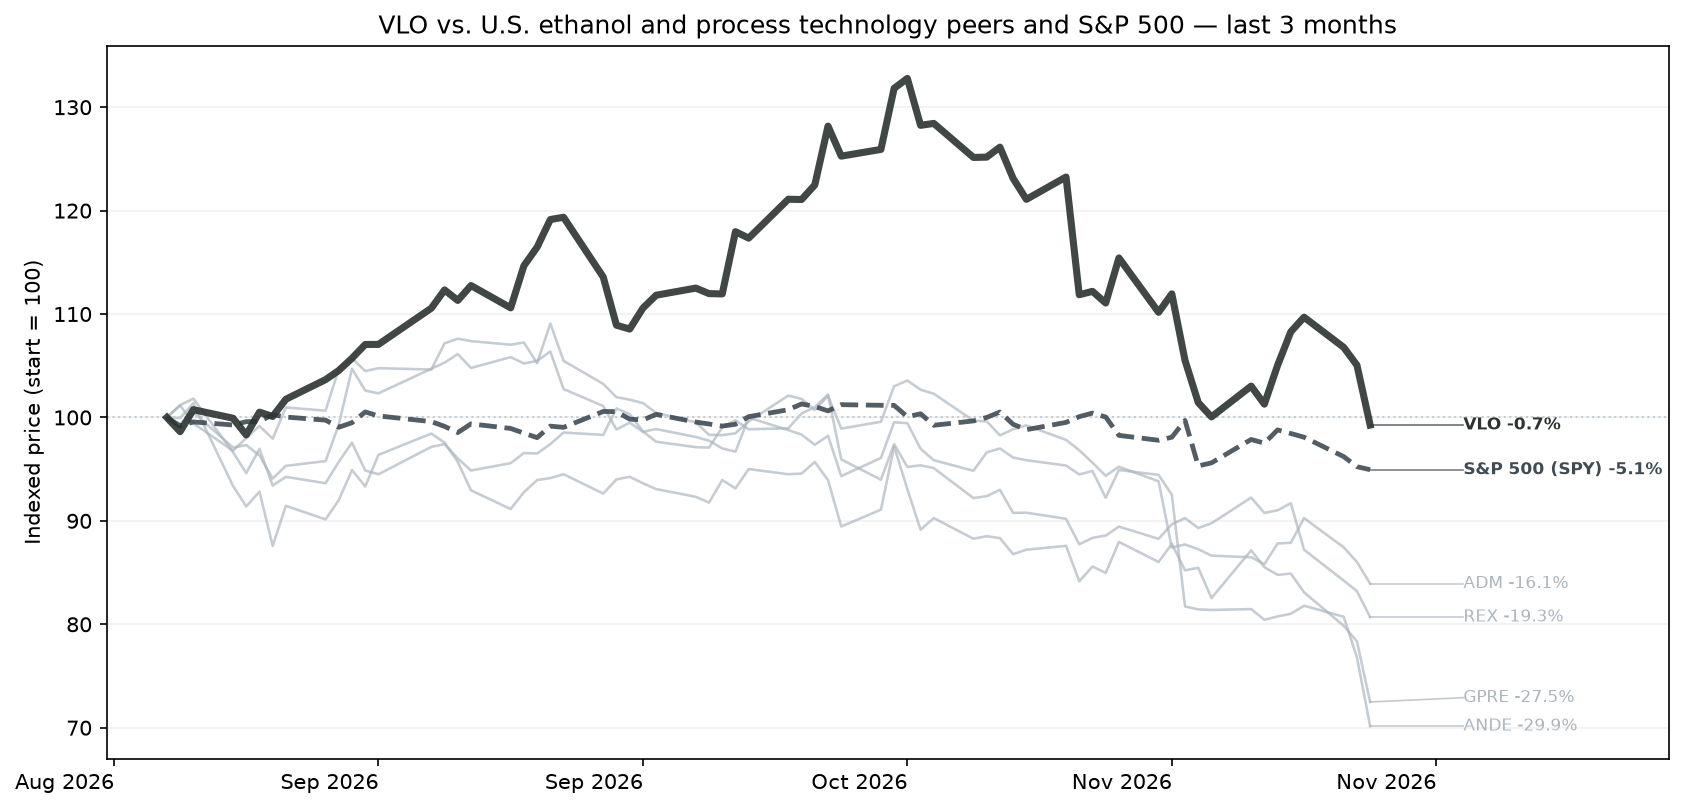 VLO vs. U.S. ethanol and process technology peers and S&P 500 — last 3 months
Indexed price (start = 100)
130
120
110
100
90
80
70
VLO -0.7%
S&P 500 (SPY) -5.1%
ADM -16.1%
REX -19.3%
GPRE -27.5%
ANDE -29.9%
Aug 2026
Sep 2026
Sep 2026
Oct 2026
Nov 2026
Nov 2026